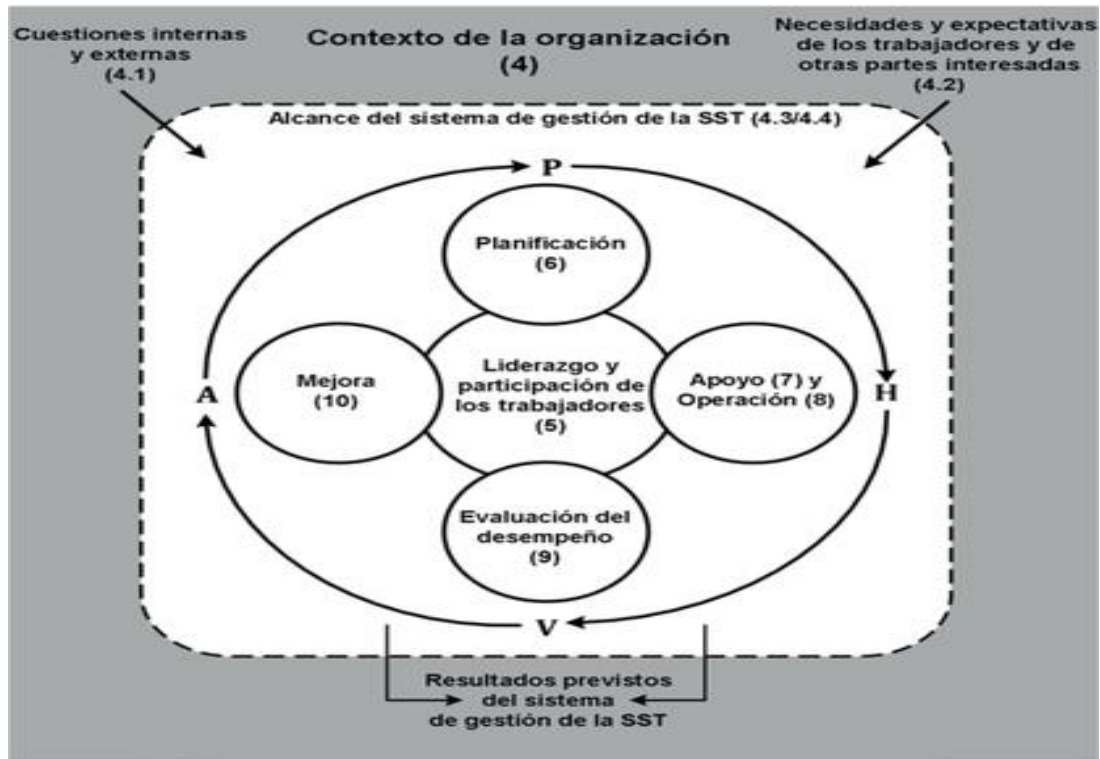 Cuestiones internas
y externas
(4.1)
Contexto de la organización
(4)
Necesidades y expectativas
de los trabajadores y de
otras partes interesadas
(4.2)
Alcance del sistema de gestión de la SST (4.3/4.4)
P
Planificación
(6)
A
Mejora
(10)
Liderazgo y
participación de
los trabajadores
(5)
Apoyo (7) y
Operación (8)
H
Evaluación del
desempeño
(9)
V
Resultados previstos
del sistema
de gestión de la SST